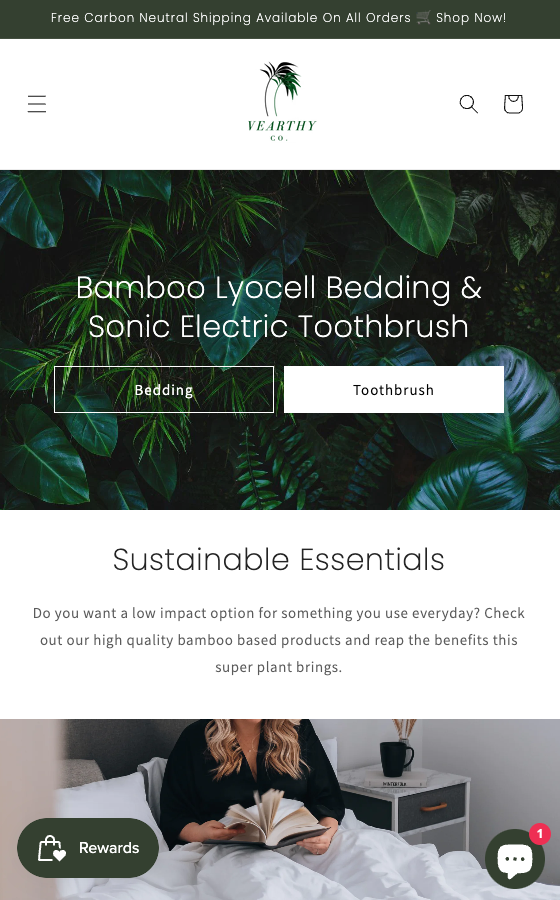 Free Carbon Neutral Shipping Available On All Orders 🛒 Shop Now!
VEARTHY
CO.
Bamboo Lyocell Bedding &
Sonic Electric Toothbrush
Bedding
Toothbrush
Sustainable Essentials
Do you want a low impact option for something you use everyday? Check
out our high quality bamboo based products and reap the benefits this
super plant brings.
Rewards
1